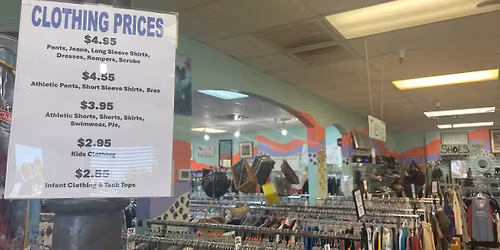 CLOTHING PRICES
$4.95
Pants, Jeans, Long Sleeve Shirts,
Dresses, Rompers, Scrubs
$4.55
Athletic Pants, Short Sleeve Shirts, Bras
$3.95
Athletic Shorts, Shorts, Skirts,
Swimwear, PJs,
$2.95
Kids Clothing
$2.55
Infant Clothing & Tank Tops
SHOES